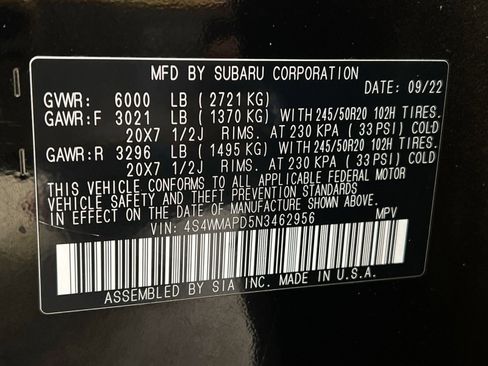 MFD BY SUBARU CORPORATION
DATE: 09/22
GVWR: 6000 LB (2721 KG)
GAWR:F 3021 LB (1370 KG) WITH 245/50R20 102H TIRES.
20X7 1/2J RIMS. AT 230 KPA (33 PSI) COLD
GAWR:R 3296 LB (1495 KG) WITH 245/50R20 102H TIRES.
20X7 1/2J RIMS. AT 230 KPA (33 PSI) COLD
THIS VEHICLE CONFORMS TO ALL APPLICABLE FEDERAL MOTOR
VEHICLE SAFETY AND THEFT PREVENTION STANDARDS
IN EFFECT ON THE DATE OF MANUFACTURE SHOWN ABOVE.
VIN: 4S4WMAPD5N3462956 MPV
ASSEMBLED BY SIA INC. MADE IN U.S.A.